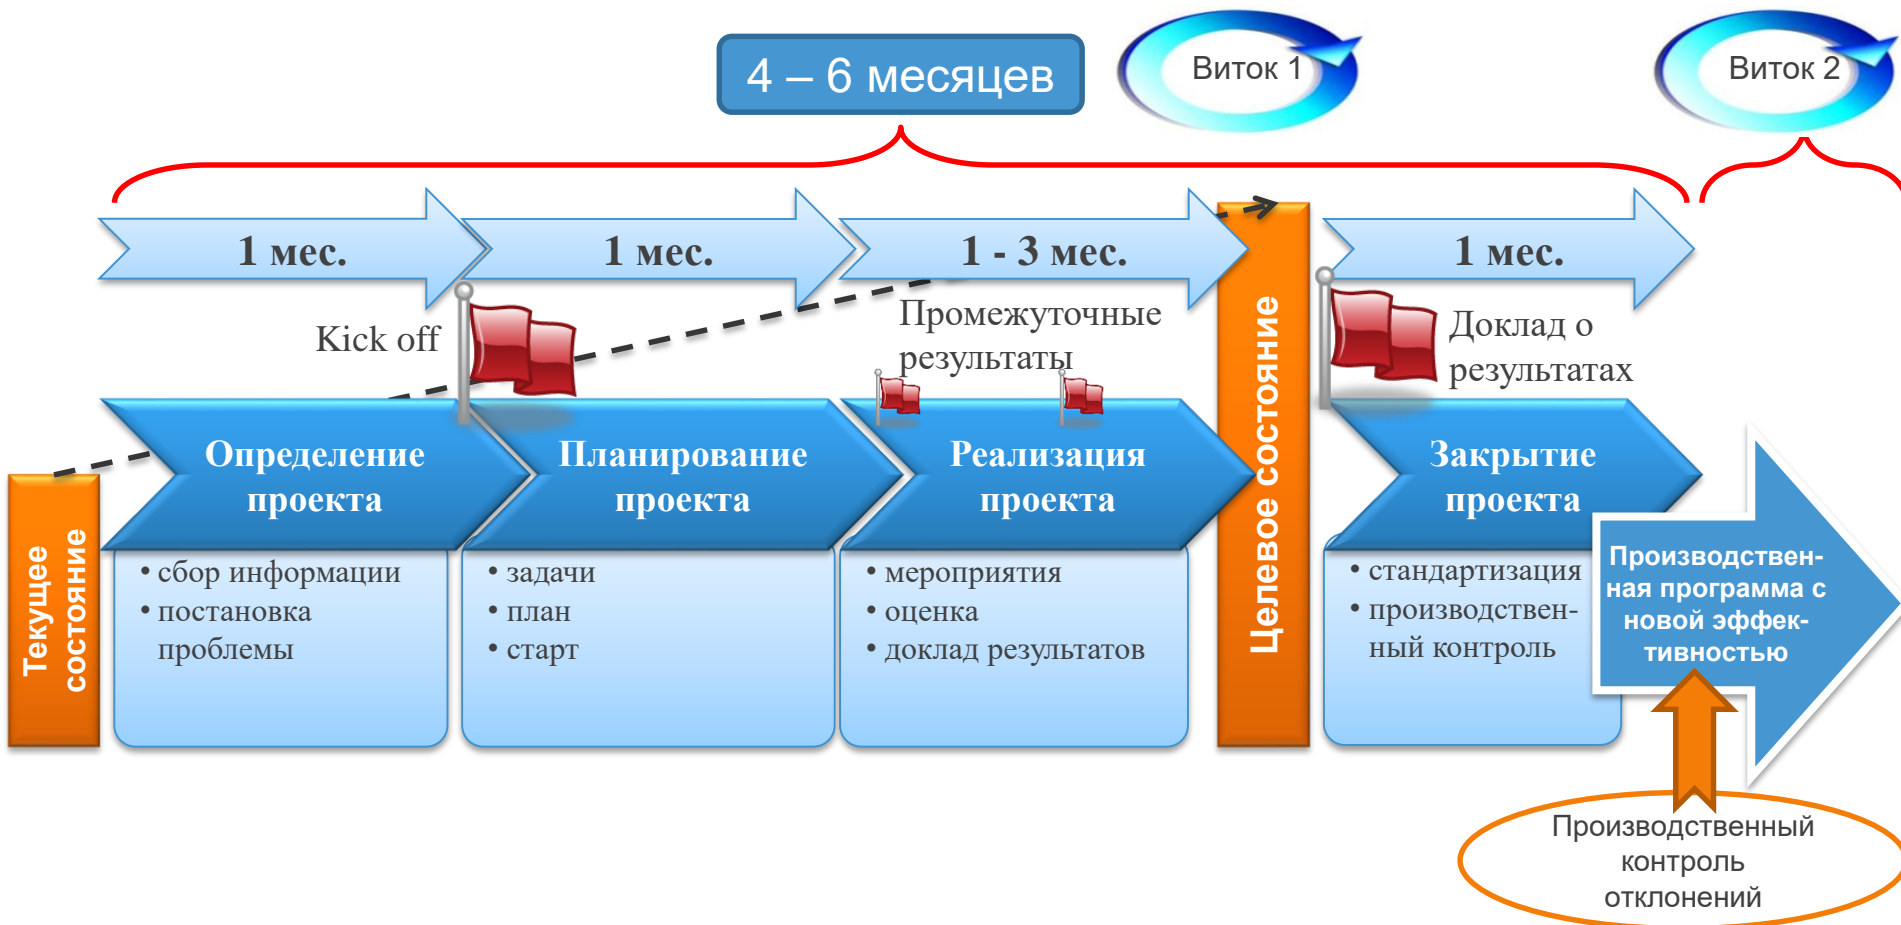 4 – 6 месяцев
Виток 1
Виток 2
1 мес.
1 мес.
1 - 3 мес.
1 мес.
Kick off
Промежуточные
результаты
Доклад о
результатах
Текущее
состояние
Определение
проекта
• сбор информации
• постановка
проблемы
Планирование
проекта
• задачи
• план
• старт
Реализация
проекта
• мероприятия
• оценка
• доклад результатов
Целевое состояние
Закрытие
проекта
• стандартизация
• производствен-
ный контроль
Производствен-
ная программа с
новой эффек-
тивностью
Производственный
контроль
отклонений